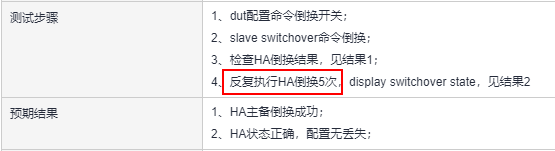 测试步骤
1、dut配置命令倒换开关；
2、slave switchover命令倒换；
3、检查HA倒换结果，见结果1；
4、反复执行HA倒换5次，display switchover state，见结果2
预期结果
1、HA主备倒换成功；
2、HA状态正确，配置无丢失；